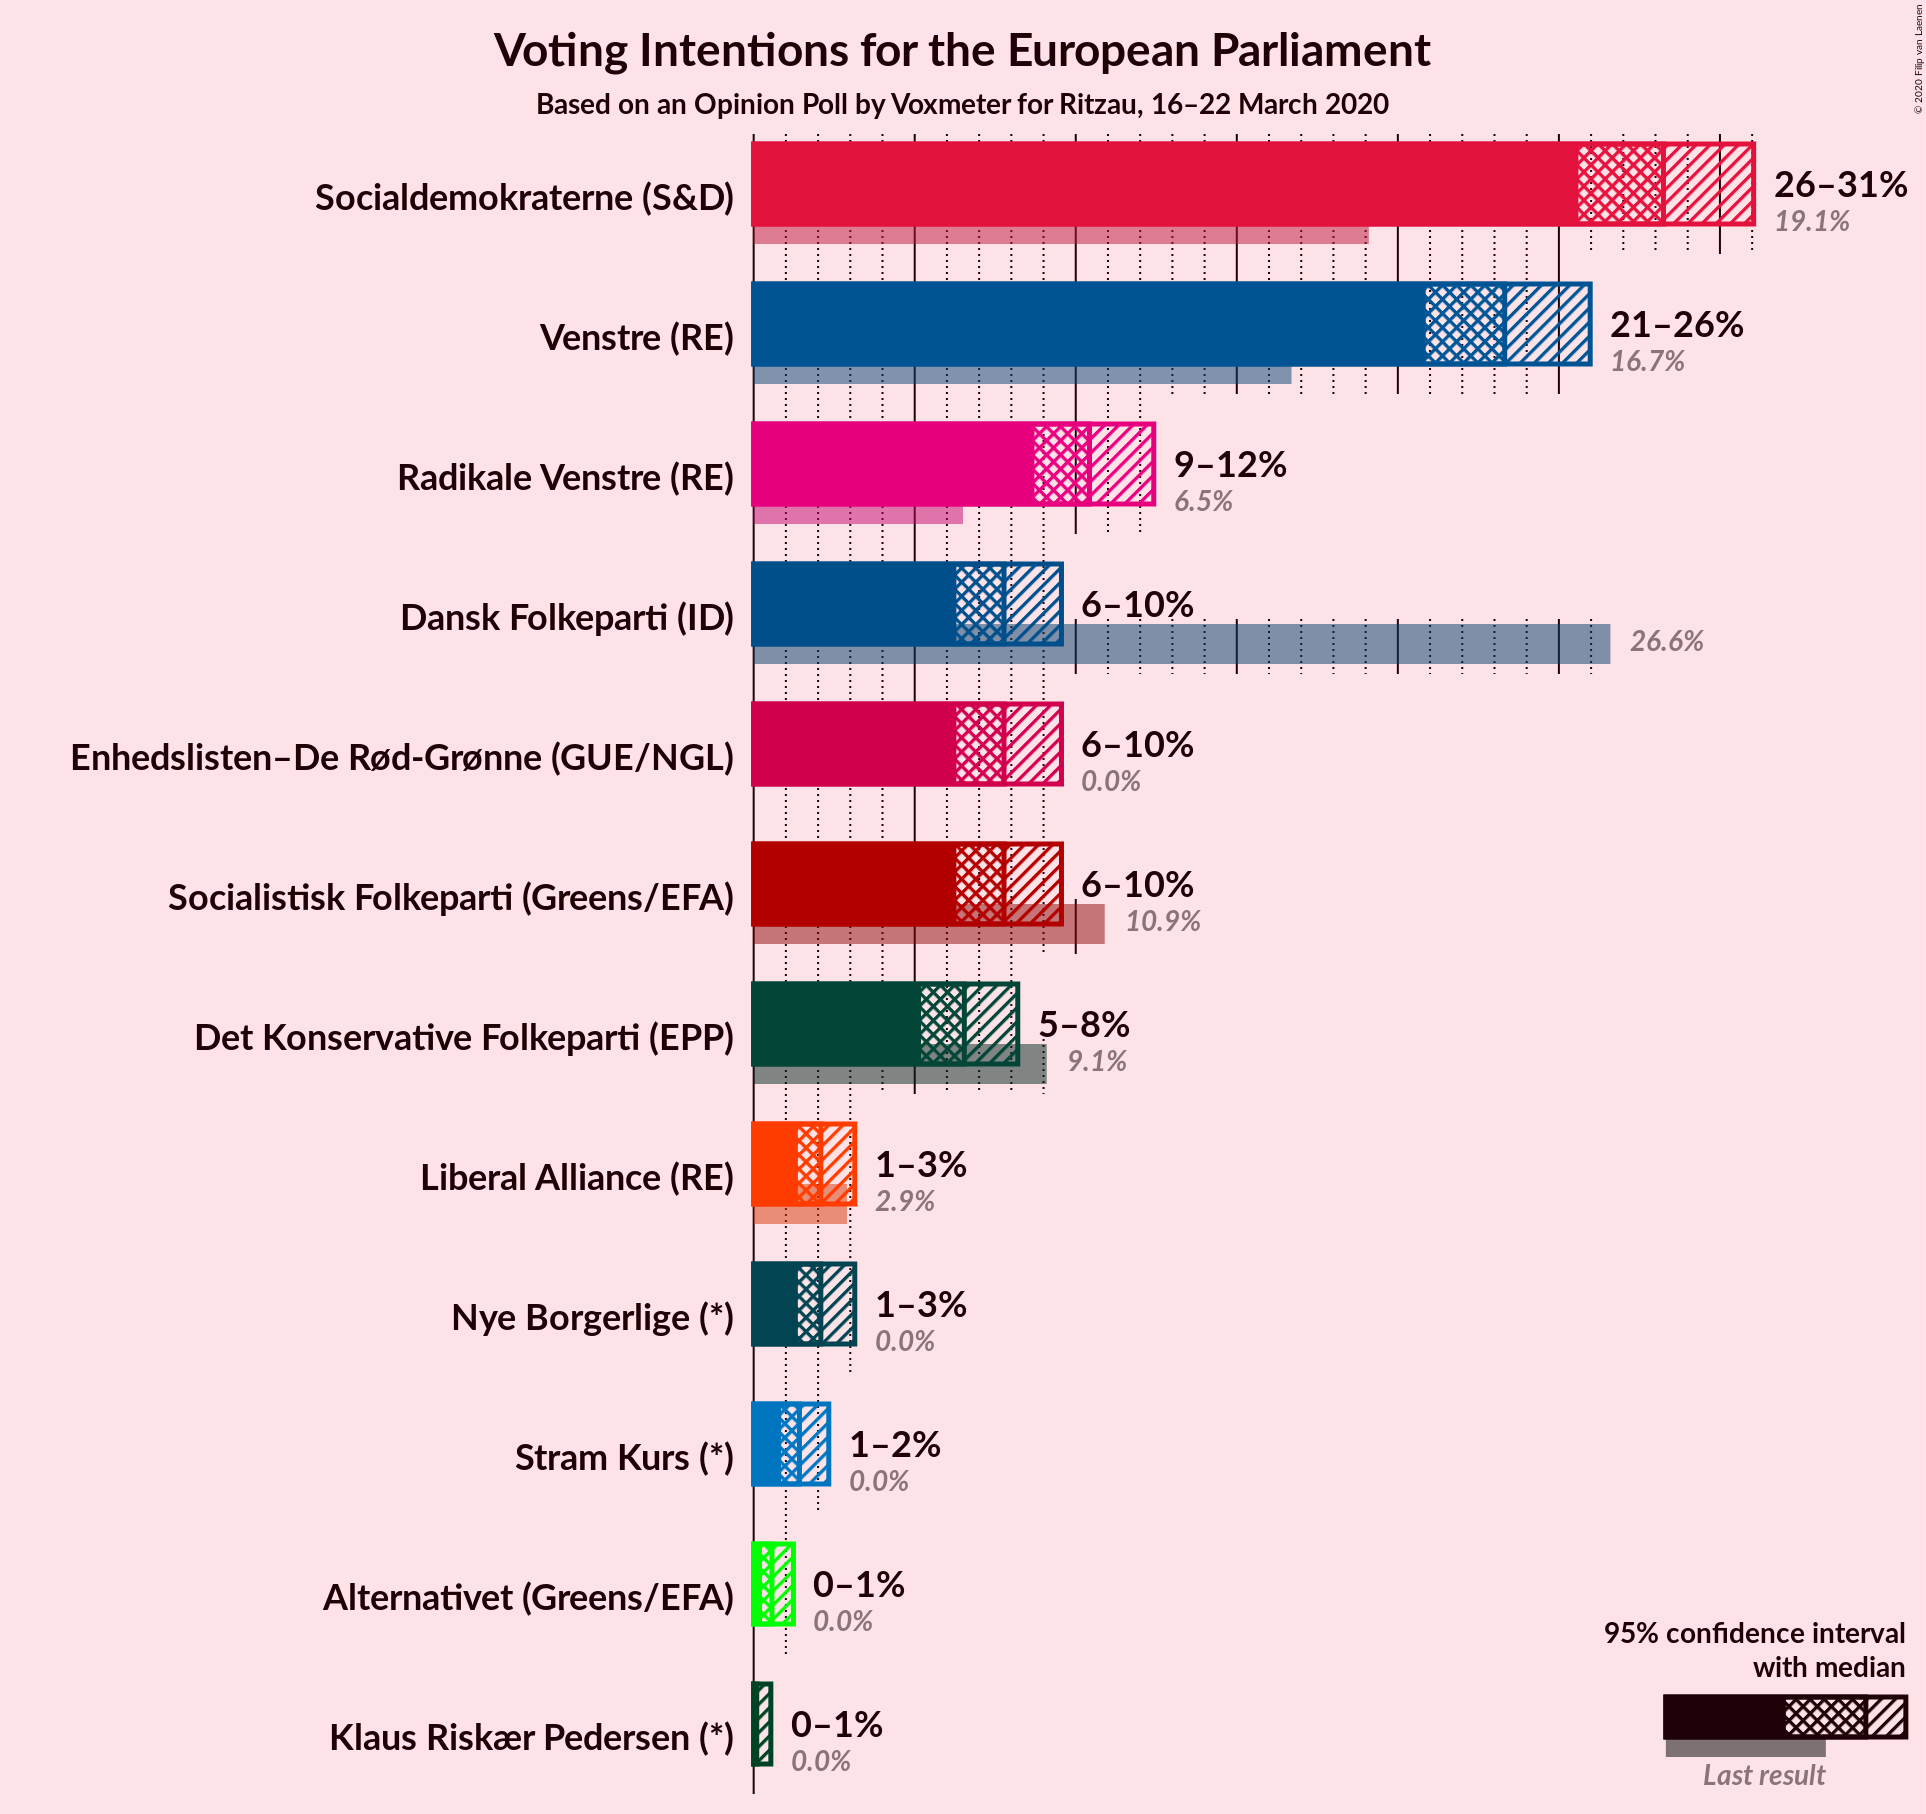 Voting Intentions for the European Parliament
Based on an Opinion Poll by Voxmeter for Ritzau, 16–22 March 2020
© 2020 Filip van Laenen
Socialdemokraterne (S&D)
26–31%
19.1%
Venstre (RE)
21–26%
16.7%
Radikale Venstre (RE)
9–12%
6.5%
Dansk Folkeparti (ID)
6–10%
26.6%
Enhedslisten–De Rød-Grønne (GUE/NGL)
6–10%
0.0%
Socialistisk Folkeparti (Greens/EFA)
6–10%
10.9%
Det Konservative Folkeparti (EPP)
5–8%
9.1%
Liberal Alliance (RE)
1–3%
2.9%
Nye Borgerlige (*)
1–3%
0.0%
Stram Kurs (*)
1–2%
0.0%
Alternativet (Greens/EFA)
0–1%
0.0%
Klaus Riskær Pedersen (*)
0–1%
0.0%
95% confidence interval
with median
Last result